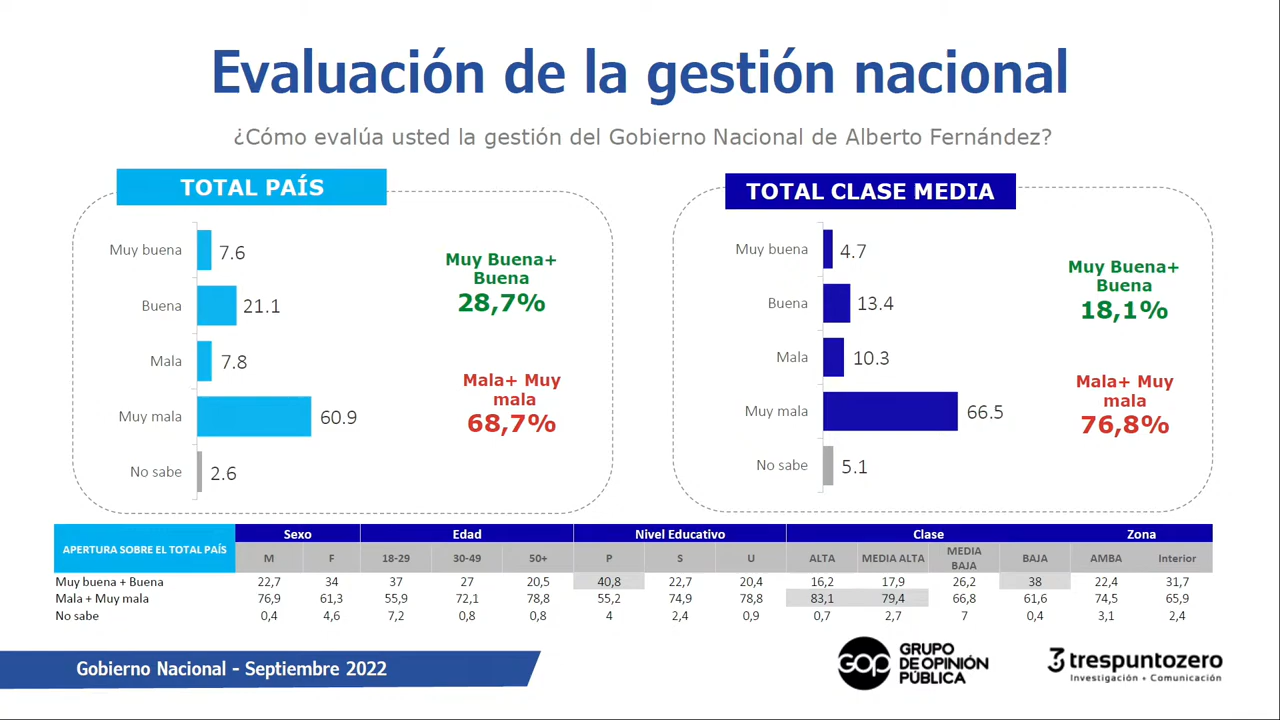 Evaluación de la gestión nacional
¿Cómo evalúa usted la gestión del Gobierno Nacional de Alberto Fernández?
TOTAL PAÍS
Muy buena 7.6
Buena 21.1
Mala 7.8
Muy mala 60.9
No sabe 2.6
Muy Buena+
Buena
28,7%
Mala+ Muy
mala
68,7%
TOTAL CLASE MEDIA
Muy buena 4.7
Buena 13.4
Mala 10.3
Muy mala 66.5
No sabe 5.1
Muy Buena+
Buena
18,1%
Mala+ Muy
mala
76,8%
APERTURA SOBRE EL TOTAL PAÍS
Sexo Edad Nivel Educativo Clase Zona
M F 18-29 30-49 50+ P S U ALTA MEDIA ALTA MEDIA BAJA BAJA AMBA Interior
Muy buena + Buena 22,7 34 37 27 20,5 40,8 22,7 20,4 16,2 17,9 26,2 38 22,4 31,7
Mala + Muy mala 76,9 61,3 55,9 72,1 78,8 55,2 74,9 78,8 83,1 79,4 66,8 61,6 74,5 65,9
No sabe 0,4 4,6 7,2 0,8 0,8 4 2,4 0,9 0,7 2,7 7 0,4 3,1 2,4
Gobierno Nacional - Septiembre 2022
GOP
GRUPO
DE OPINIÓN
PÚBLICA
3 trespuntozero
Investigación + Comunicación